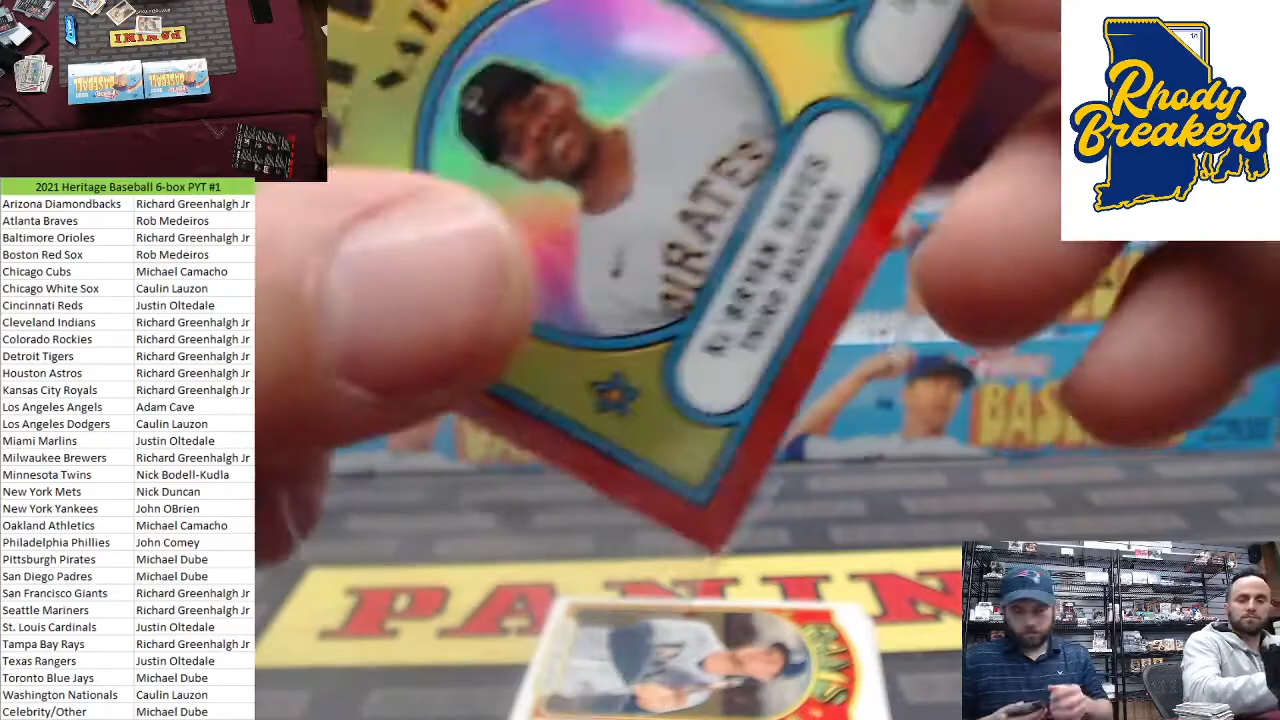 PANINI
2021 Heritage Baseball 6-box PYT #1
Arizona Diamondbacks Richard Greenhalgh Jr
Atlanta Braves Rob Medeiros
Baltimore Orioles Richard Greenhalgh Jr
Boston Red Sox Rob Medeiros
Chicago Cubs Michael Camacho
Chicago White Sox Caulin Lauzon
Cincinnati Reds Justin Oltedale
Cleveland Indians Richard Greenhalgh Jr
Colorado Rockies Richard Greenhalgh Jr
Detroit Tigers Richard Greenhalgh Jr
Houston Astros Richard Greenhalgh Jr
Kansas City Royals Richard Greenhalgh Jr
Los Angeles Angels Adam Cave
Los Angeles Dodgers Caulin Lauzon
Miami Marlins Justin Oltedale
Milwaukee Brewers Richard Greenhalgh Jr
Minnesota Twins Nick Bodell-Kudla
New York Mets Nick Duncan
New York Yankees John OBrien
Oakland Athletics Michael Camacho
Philadelphia Phillies John Comey
Pittsburgh Pirates Michael Dube
San Diego Padres Michael Dube
San Francisco Giants Richard Greenhalgh Jr
Seattle Mariners Richard Greenhalgh Jr
St. Louis Cardinals Justin Oltedale
Tampa Bay Rays Richard Greenhalgh Jr
Texas Rangers Justin Oltedale
Toronto Blue Jays Michael Dube
Washington Nationals Caulin Lauzon
Celebrity/Other Michael Dube
PIRATES
KE'BRYAN HAYES
THIRD BASEMAN
PANINI
1/1
Rhody
Breakers